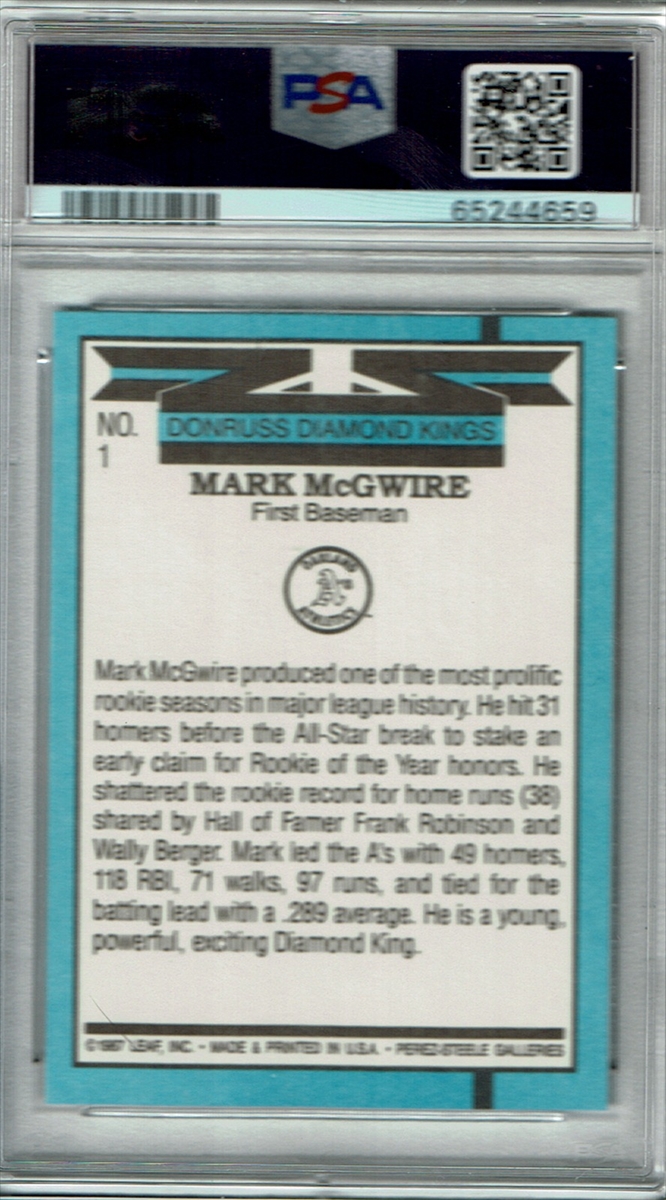 PSA
65244659
NO.
1
DONRUSS DIAMOND KINGS
MARK McGWIRE
First Baseman
OAKLAND
A's
ATHLETICS
Mark McGwire produced one of the most prolific
rookie seasons in major league history. He hit 31
homers before the All-Star break to stake an
early claim for Rookie of the Year honors. He
shattered the rookie record for home runs (38)
shared by Hall of Famer Frank Robinson and
Wally Berger. Mark led the A's with 49 homers,
118 RBI, 71 walks, 97 runs, and tied for the
batting lead with a .289 average. He is a young,
powerful, exciting Diamond King.
©1987 LEAF, INC. - MADE & PRINTED IN U.S.A. - PEREZ-STEELE GALLERIES
PSA